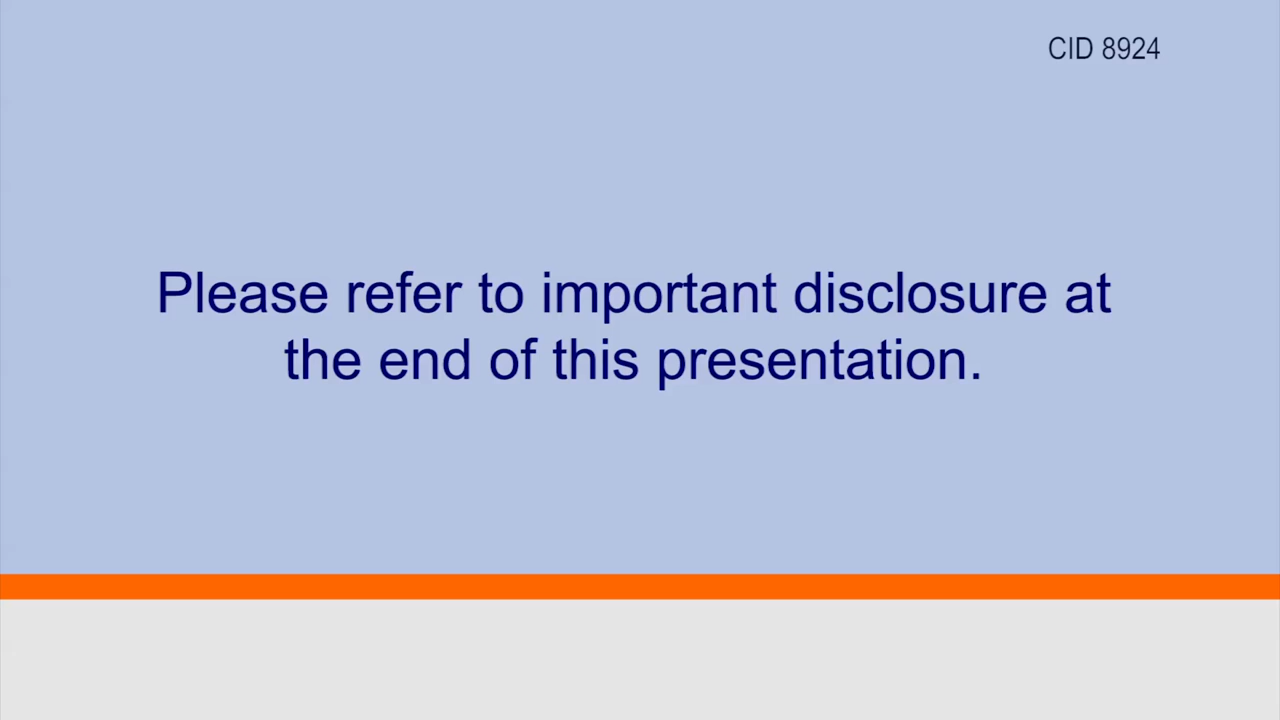 CID 8924
Please refer to important disclosure at
the end of this presentation.